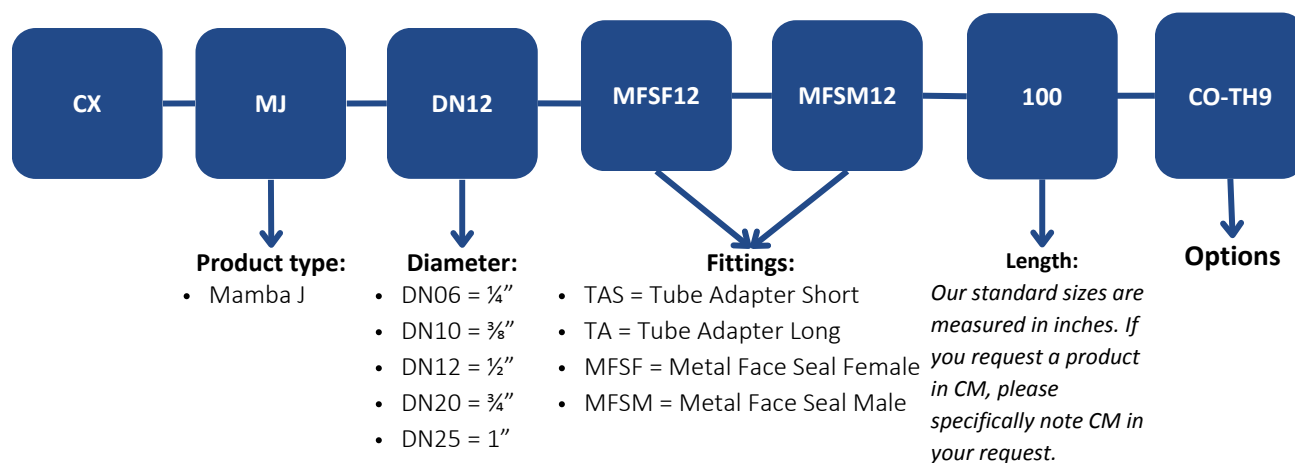 CX
MJ
DN12
MFSF12
MFSM12
100
CO-TH9
Product type:
• Mamba J
Diameter:
• DN06 = ¼”
• DN10 = ⅜”
• DN12 = ½”
• DN20 = ¾”
• DN25 = 1”
Fittings:
• TAS = Tube Adapter Short
• TA = Tube Adapter Long
• MFSF = Metal Face Seal Female
• MFSM = Metal Face Seal Male
Length:
Our standard sizes are
measured in inches. If
you request a product
in CM, please
specifically note CM in
your request.
Options